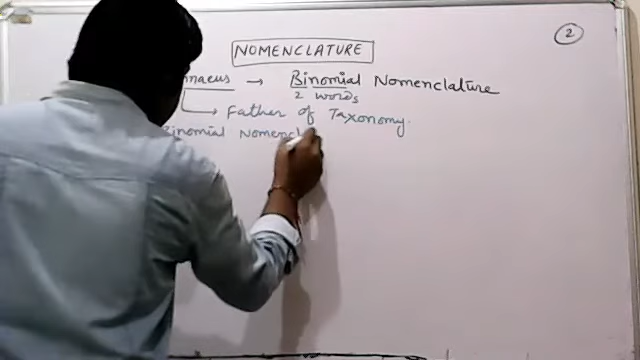 2
NOMENCLATURE
naeus → Binomial Nomenclature
2 words
Father of Taxonomy.
Binomial Nomencl